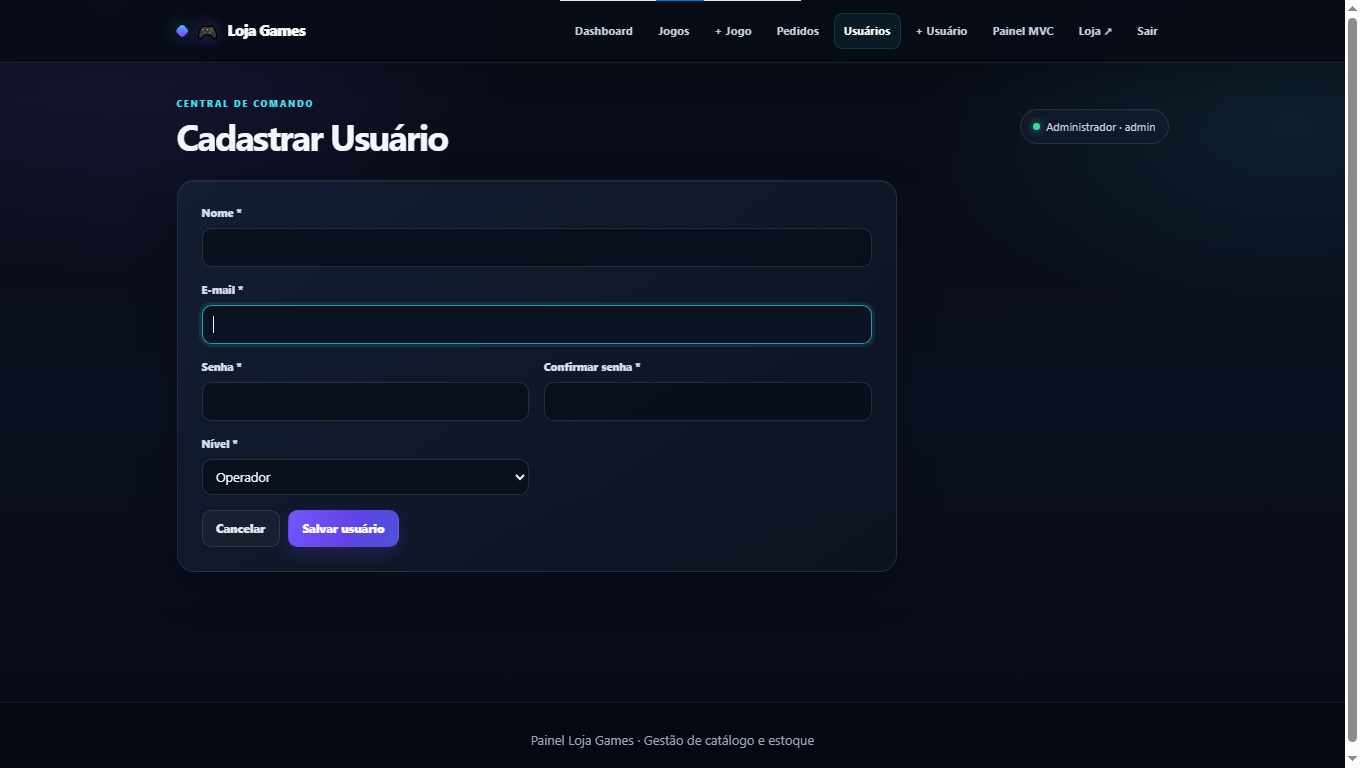 Loja Games
Dashboard Jogos + Jogo Pedidos Usuários + Usuário Painel MVC Loja ↗ Sair
CENTRAL DE COMANDO
Cadastrar Usuário
Administrador · admin
Nome *
E-mail *
Senha * Confirmar senha *
Nível *
Operador
Cancelar Salvar usuário
Painel Loja Games · Gestão de catálogo e estoque